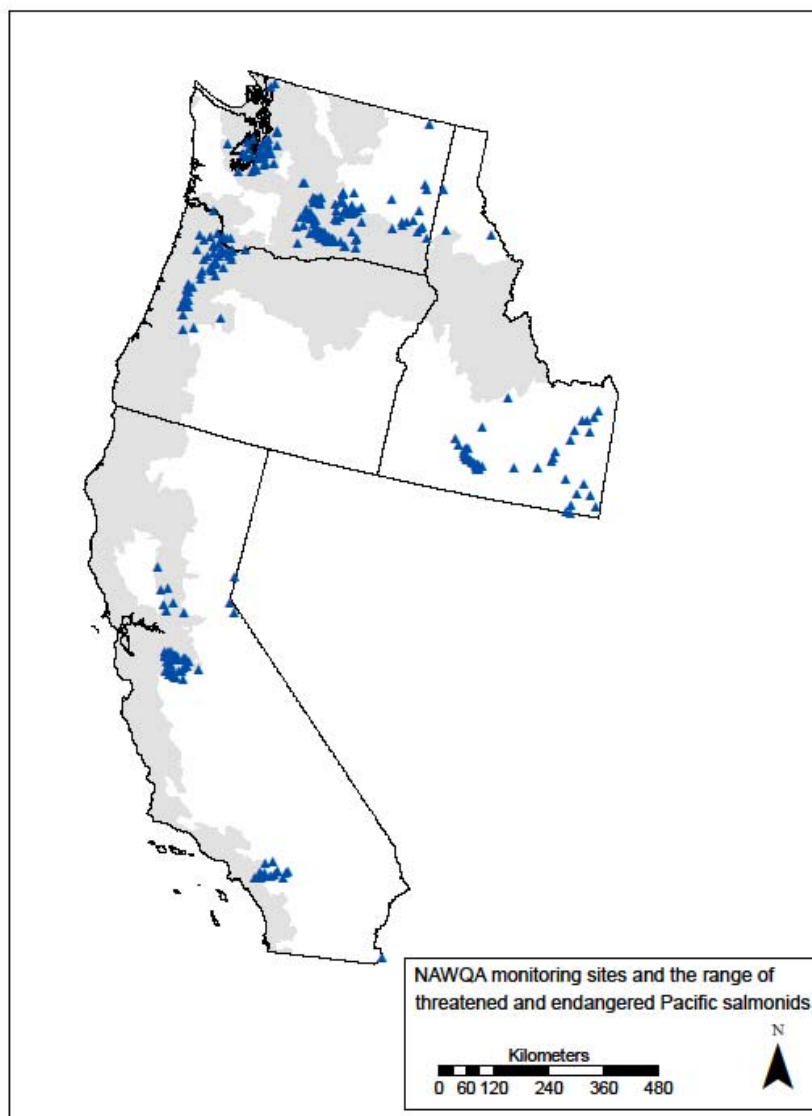 NAWQA monitoring sites and the range of
threatened and endangered Pacific salmonids
N
Kilometers
0 60 120 240 360 480